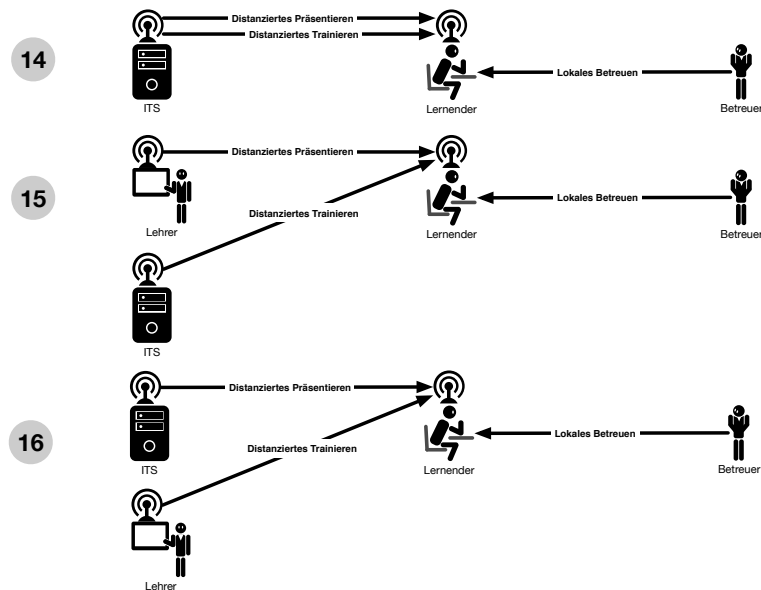 Distanziertes Präsentieren
Distanziertes Trainieren
14
Lokales Betreuen
ITS
Lernender
Betreuer
Distanziertes Präsentieren
15
Lokales Betreuen
Distanziertes Trainieren
Lehrer
Lernender
Betreuer
ITS
Distanziertes Präsentieren
16
Lokales Betreuen
Distanziertes Trainieren
ITS
Lernender
Betreuer
Lehrer